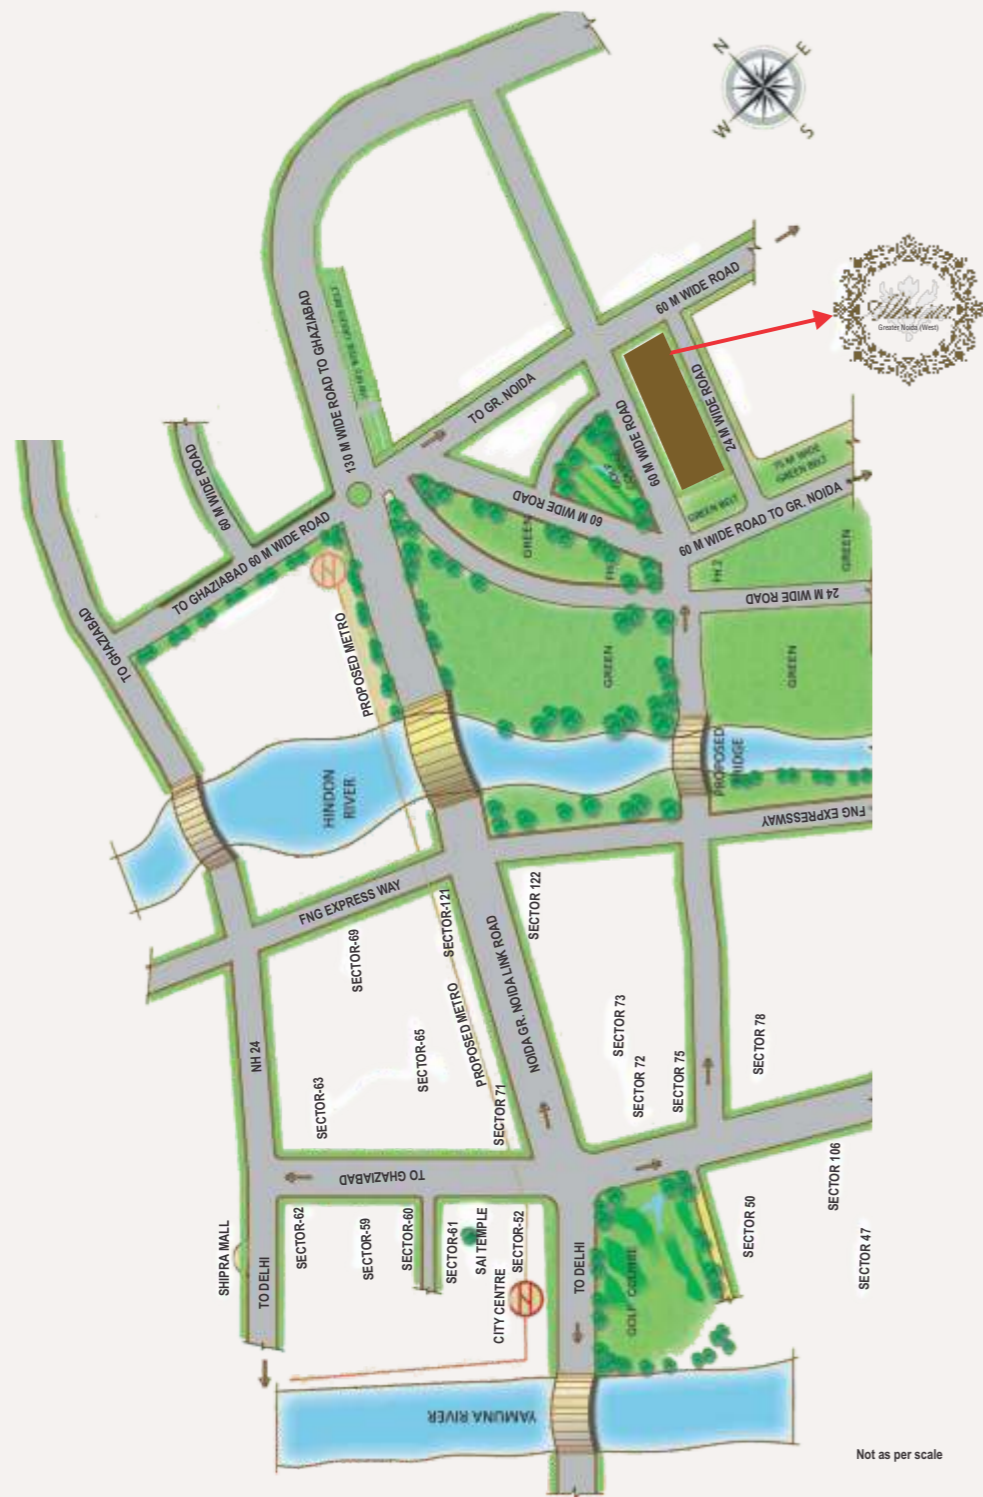 N
E
W
S
60 M WIDE ROAD
Greater Noida (West)
130 M WIDE ROAD TO GHAZIABAD
TO GR. NOIDA
24 M WIDE ROAD
60 M WIDE ROAD
60 M WIDE ROAD
60 M WIDE ROAD
75 M WIDE
GREEN BELT
GREEN BELT
60 M WIDE ROAD TO GR. NOIDA
TO GHAZIABAD 60 M WIDE ROAD
GREEN
GREEN
24 M WIDE ROAD
TO GHAZIABAD
PROPOSED METRO
GREEN
GREEN
HINDON
RIVER
PROPOSED
FNG EXPRESSWAY
FNG EXPRESS WAY
SECTOR-69
SECTOR-121
SECTOR 122
NOIDA GR. NOIDA LINK ROAD
PROPOSED METRO
NH 24
SECTOR-63
SECTOR-65
SECTOR 71
SECTOR 73
SECTOR 72
SECTOR 75
SECTOR 78
TO GHAZIABAD
SHIPRA MALL
TO DELHI
SECTOR-62
SECTOR-59
SECTOR-60
SECTOR-61
SAI TEMPLE
SECTOR-52
CITY CENTRE
TO DELHI
GOLF COURSE
SECTOR 50
SECTOR 106
SECTOR 47
YAMUNA RIVER
Not as per scale